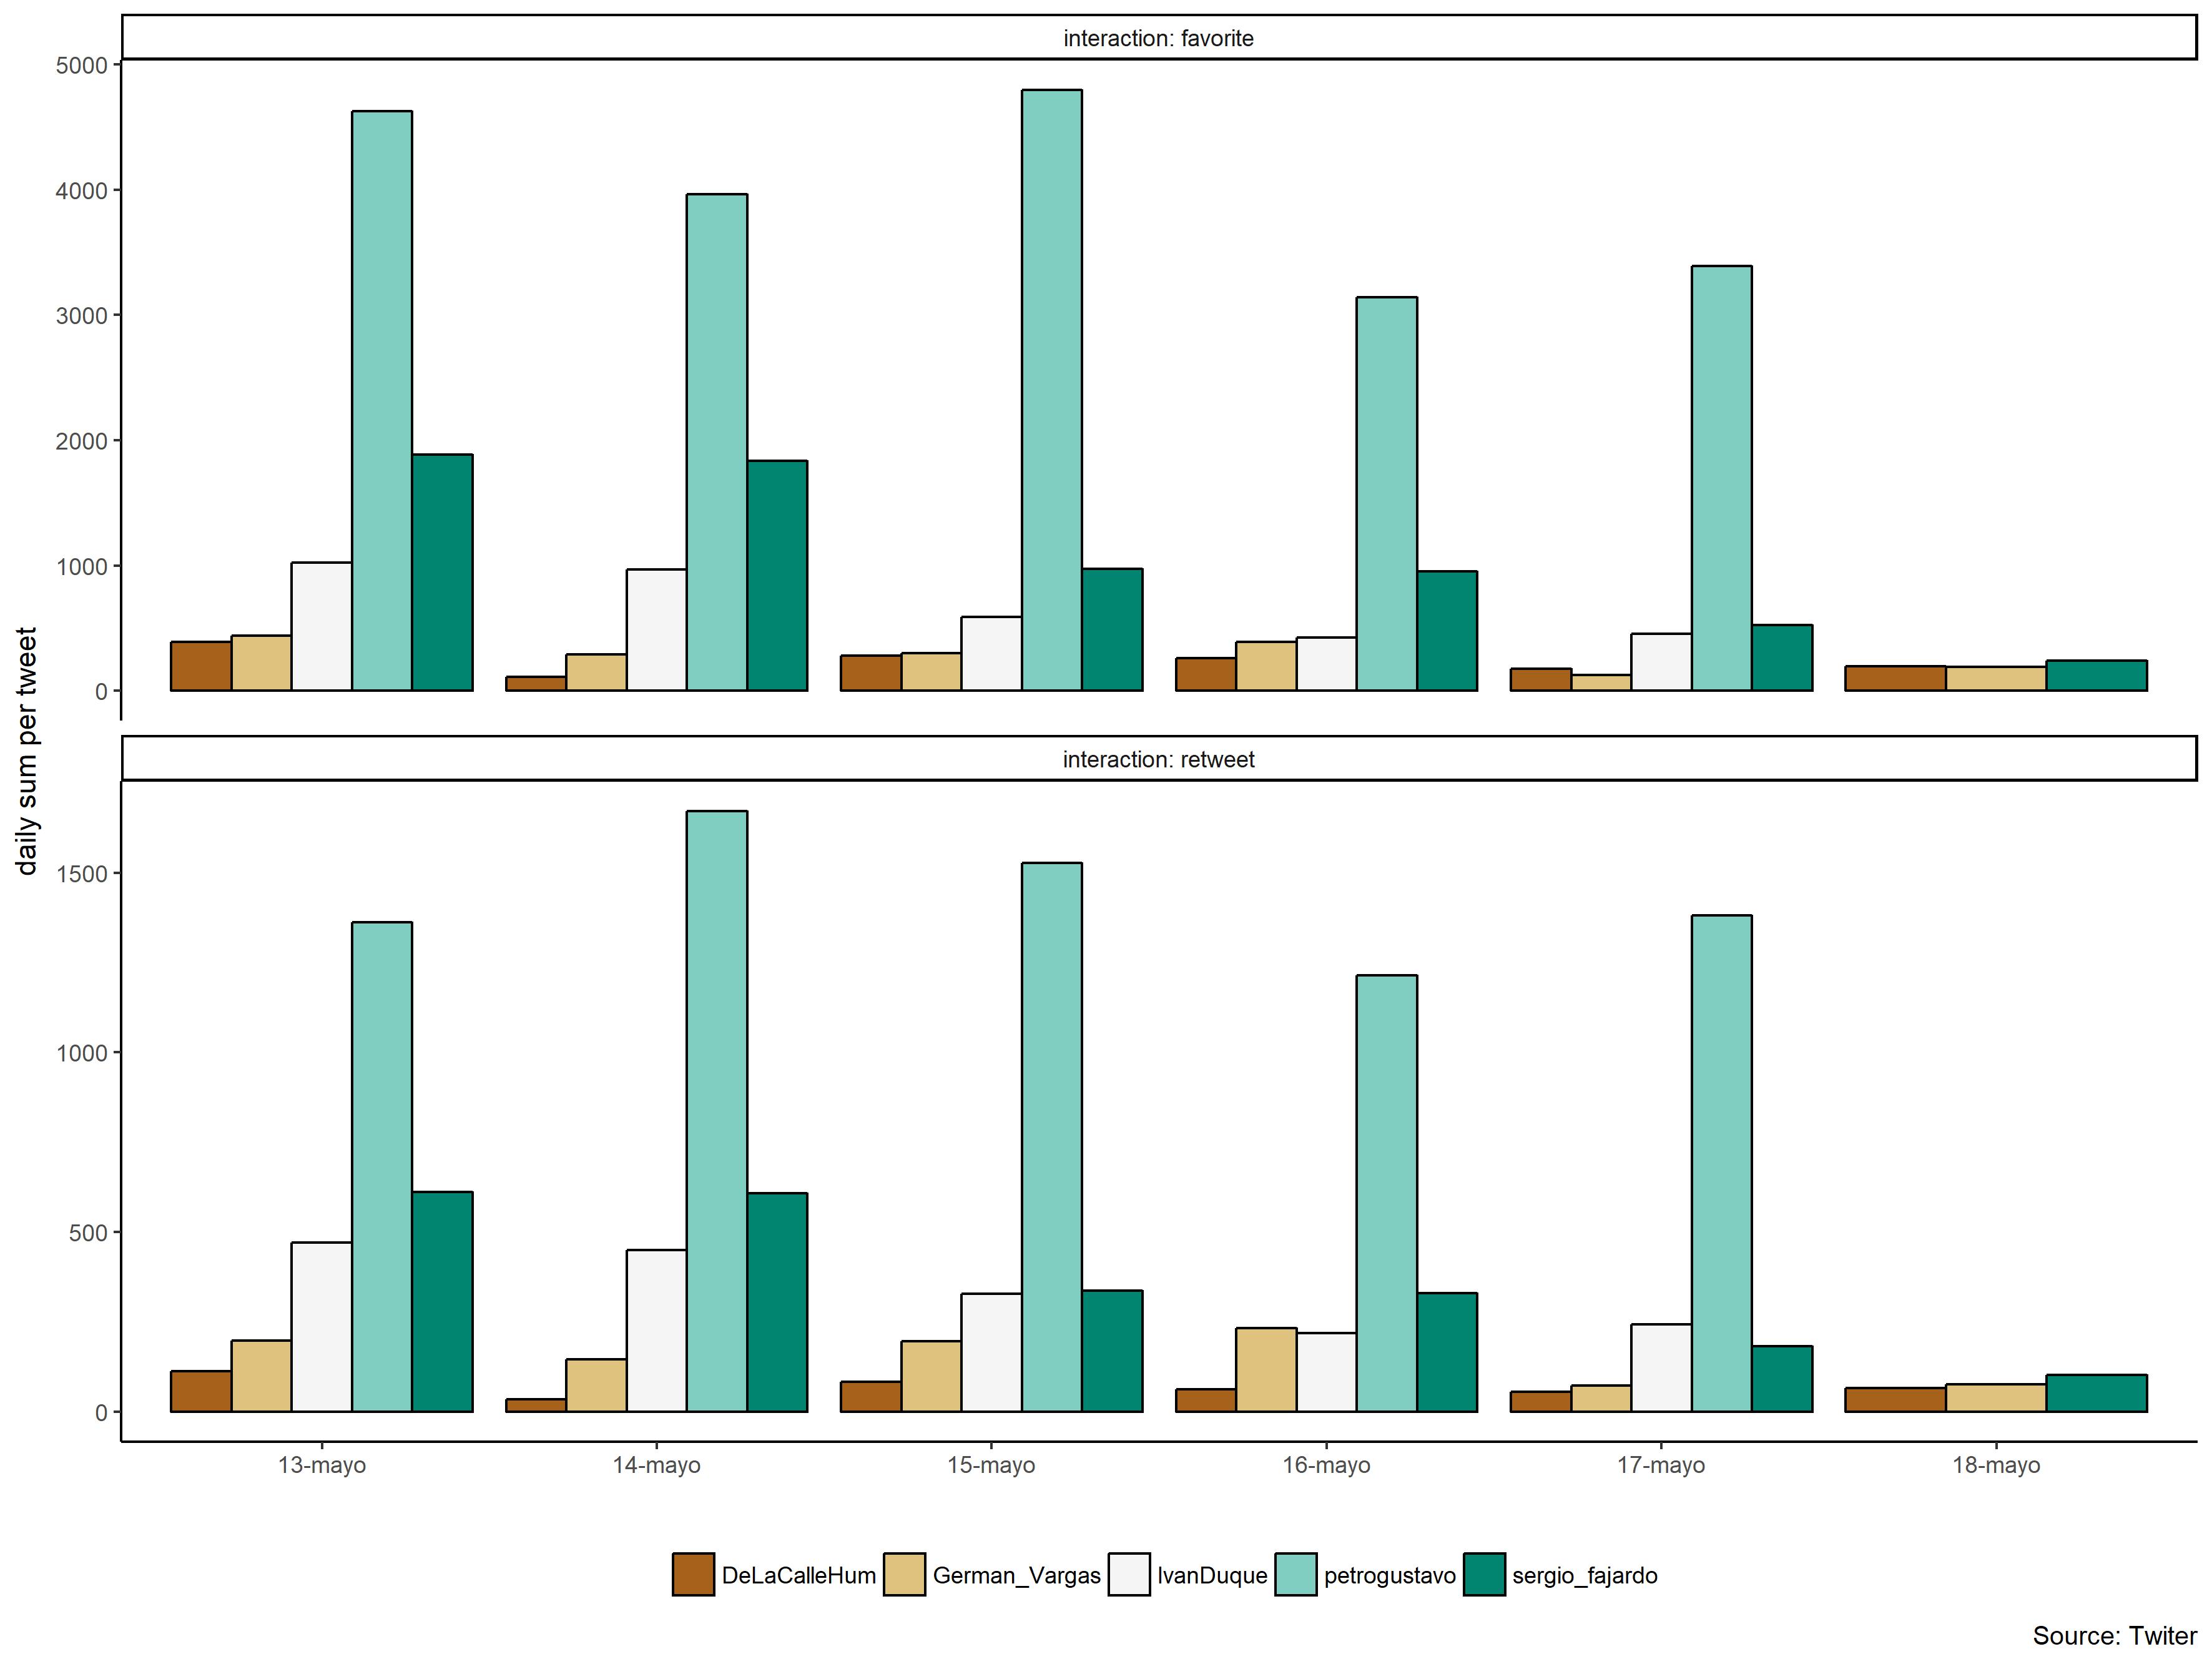 interaction: favorite
5000
4000
3000
2000
1000
0
daily sum per tweet
interaction: retweet
1500
1000
500
0
13-mayo 14-mayo 15-mayo 16-mayo 17-mayo 18-mayo
DeLaCalleHum German_Vargas IvanDuque petrogustavo sergio_fajardo
Source: Twiter